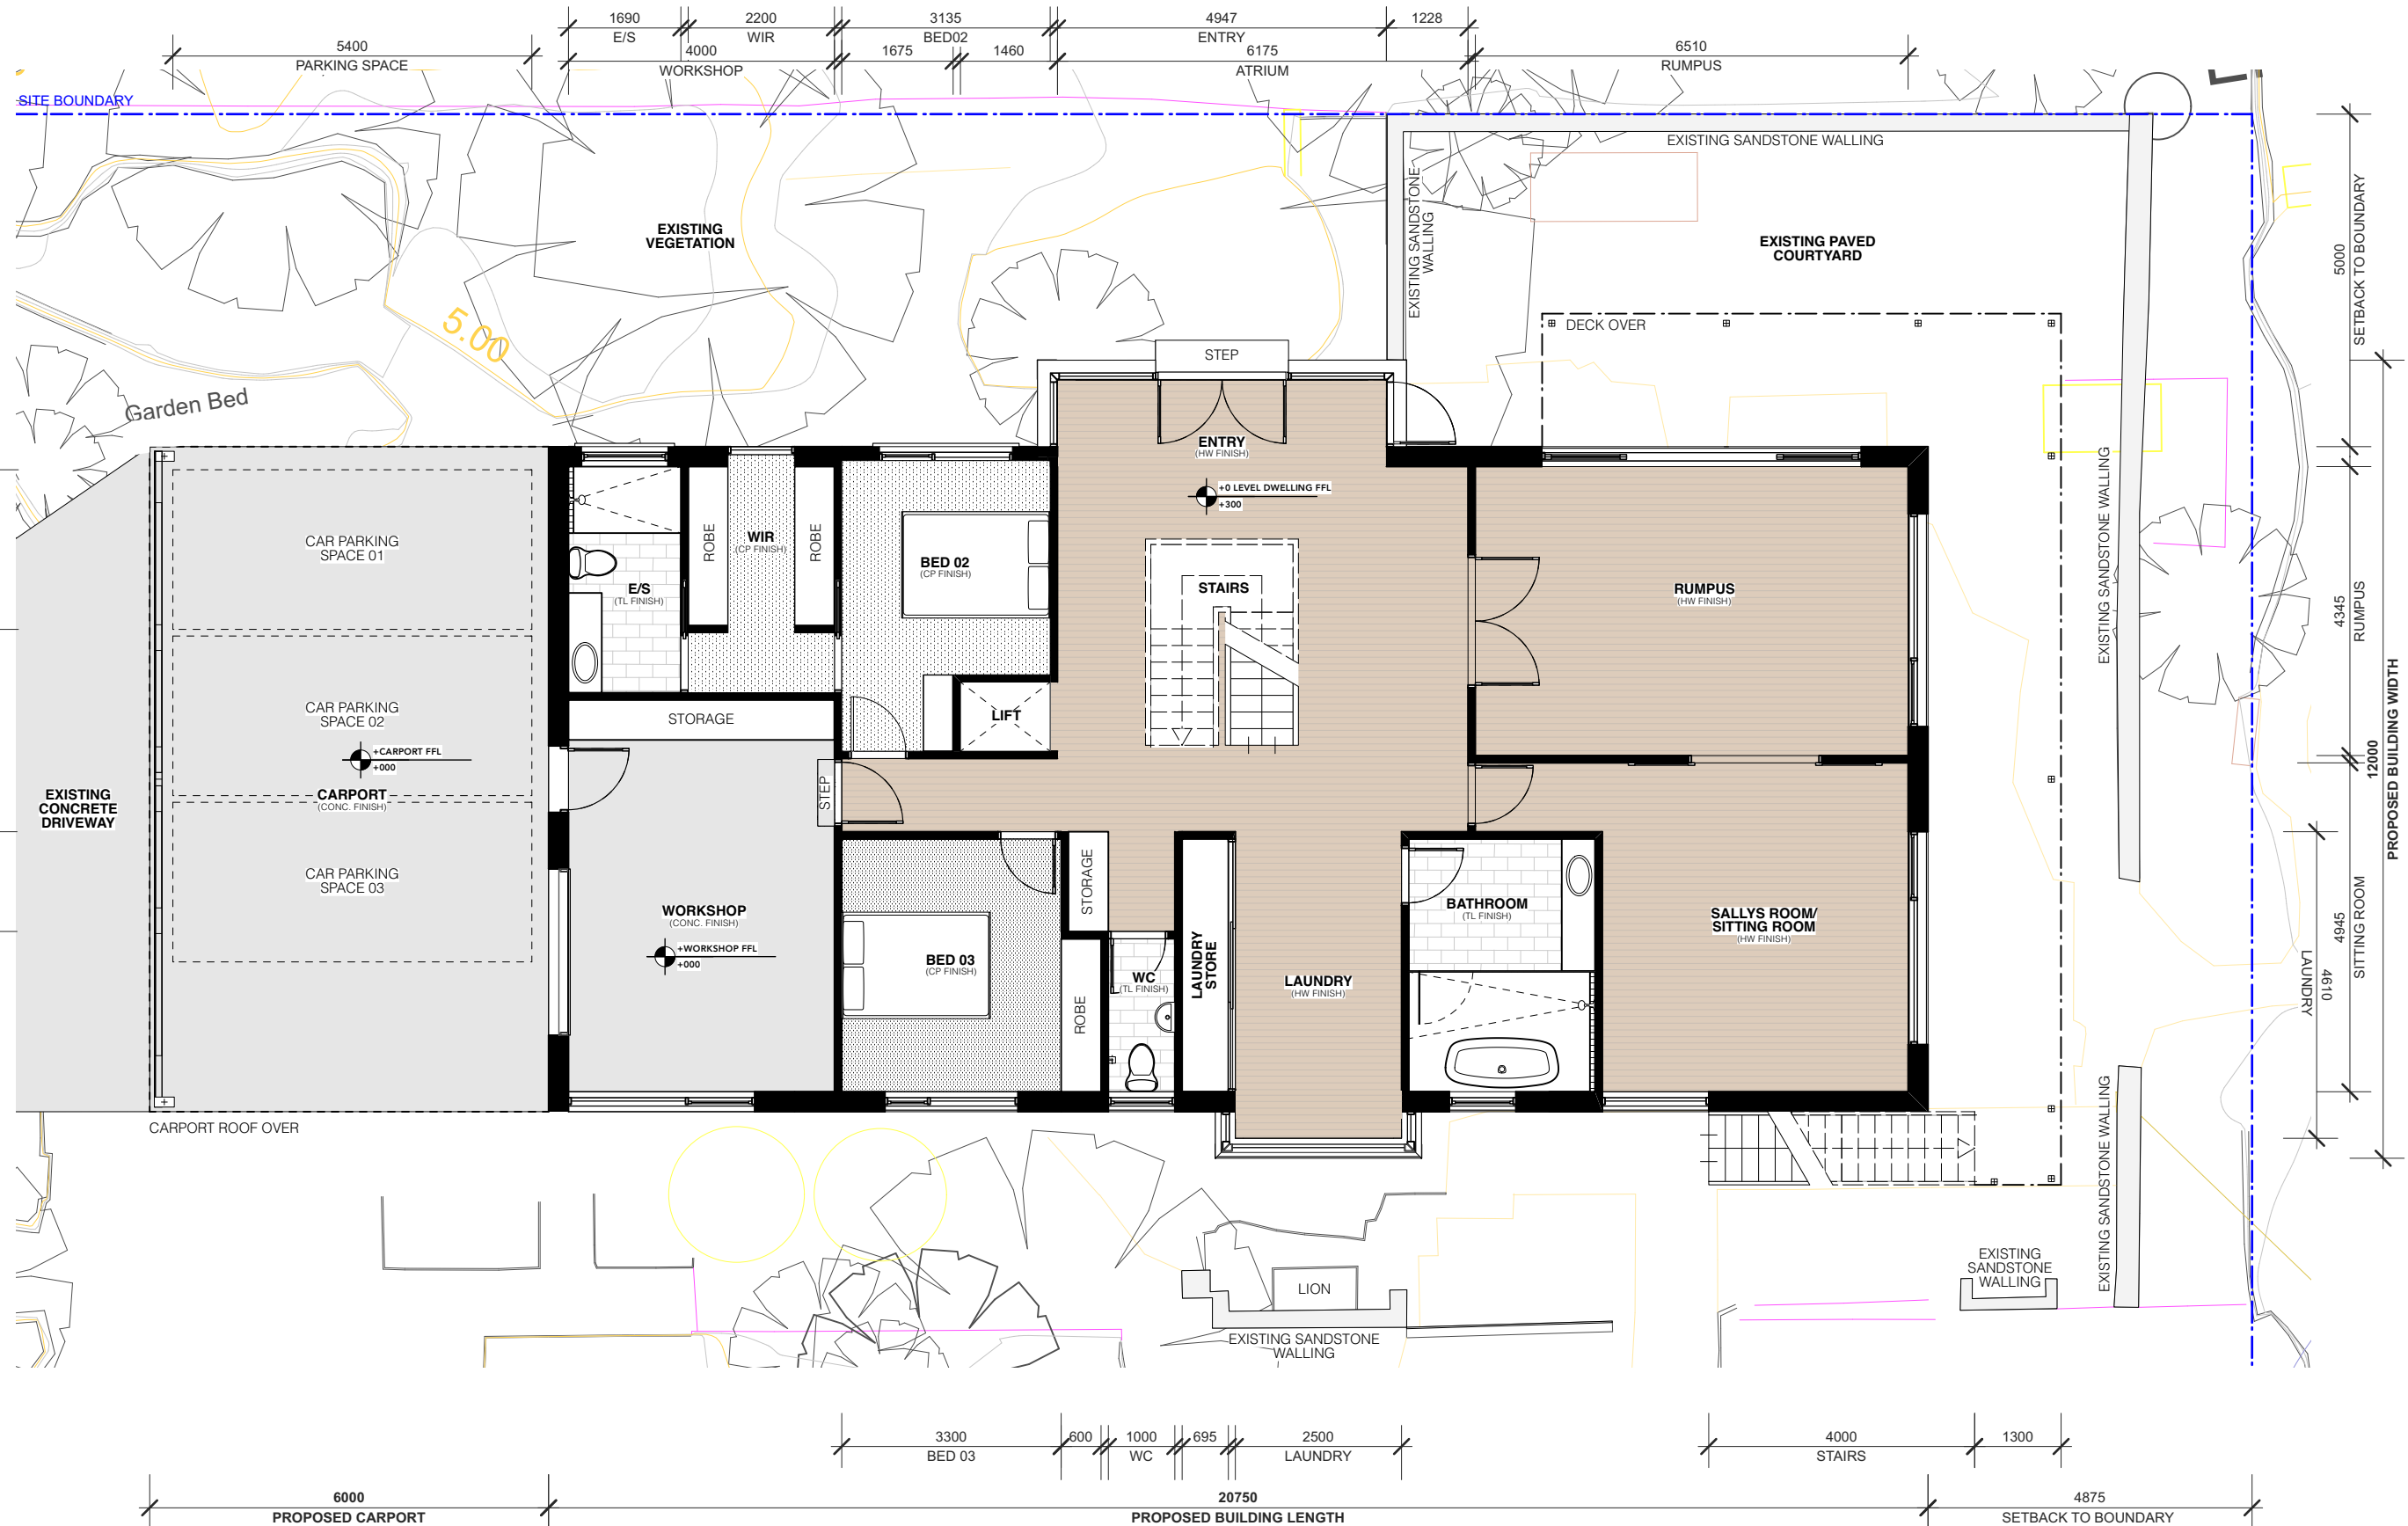 1690
E/S
2200
WIR
3135
BED02
4947
ENTRY
1228
5400
PARKING SPACE
4000
WORKSHOP
1675
1460
6175
ATRIUM
6510
RUMPUS
SITE BOUNDARY
EXISTING SANDSTONE WALLING
EXISTING SANDSTONE
WALLING
EXISTING
VEGETATION
EXISTING PAVED
COURTYARD
5000
SETBACK TO BOUNDARY
5.00
DECK OVER
STEP
Garden Bed
ENTRY
(HW FINISH)
+0 LEVEL DWELLING FFL
+300
CAR PARKING
SPACE 01
ROBE
WIR
(CP FINISH)
ROBE
BED 02
(CP FINISH)
E/S
(TL FINISH)
STAIRS
RUMPUS
(HW FINISH)
EXISTING SANDSTONE WALLING
4345
RUMPUS
CAR PARKING
SPACE 02
STORAGE
LIFT
+CARPORT FFL
+000
EXISTING
CONCRETE
DRIVEWAY
CARPORT
(CONC. FINISH)
STEP
12000
PROPOSED BUILDING WIDTH
CAR PARKING
SPACE 03
WORKSHOP
(CONC. FINISH)
+WORKSHOP FFL
+000
STORAGE
BED 03
(CP FINISH)
ROBE
WC
(TL FINISH)
LAUNDRY
STORE
LAUNDRY
(HW FINISH)
BATHROOM
(TL FINISH)
SALLYS ROOM/
SITTING ROOM
(HW FINISH)
4945
SITTING ROOM
4610
LAUNDRY
CARPORT ROOF OVER
EXISTING SANDSTONE WALLING
LION
EXISTING SANDSTONE
WALLING
EXISTING
SANDSTONE
WALLING
3300
BED 03
600
1000
WC
695
2500
LAUNDRY
4000
STAIRS
1300
6000
PROPOSED CARPORT
20750
PROPOSED BUILDING LENGTH
4875
SETBACK TO BOUNDARY